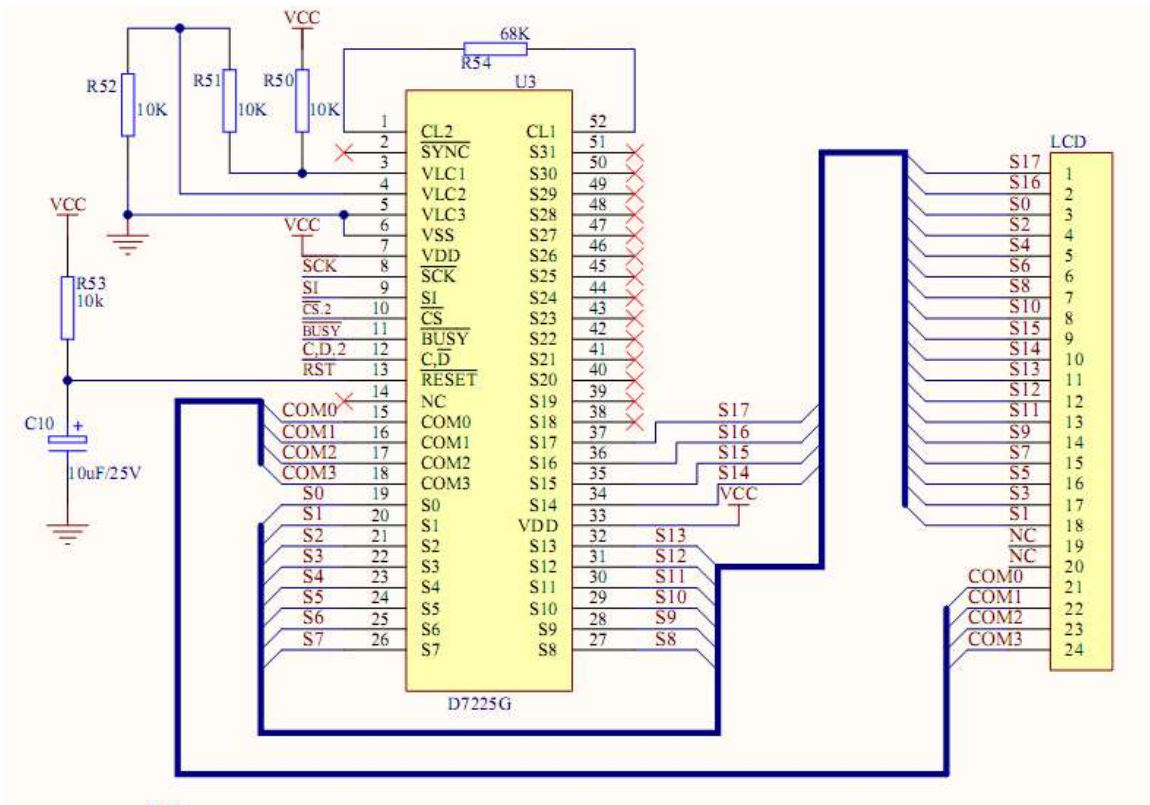 VCC
R52
10K
R51
10K
R50
10K
68K
R54
U3
1 CL2
2 SYNC
3 VLC1
4 VLC2
5 VLC3
6 VSS
7 VDD
8 SCK
9 SI
10 CS
11 BUSY
12 C,D
13 RESET
14 NC
15 COM0
16 COM1
17 COM2
18 COM3
19 S0
20 S1
21 S2
22 S3
23 S4
24 S5
25 S6
26 S7
CL1 52
S31 51
S30 50
S29 49
S28 48
S27 47
S26 46
S25 45
S24 44
S23 43
S22 42
S21 41
S20 40
S19 39
S18 38
S17 37
S16 36
S15 35
S14 34
VDD 33
S13 32
S12 31
S11 30
S10 29
S9 28
S8 27
D7225G
VCC
VCC
SCK
SI
CS.2
BUSY
C,D.2
RST
R53
10k
C10
+
10uF/25V
COM0
COM1
COM2
COM3
S0
S1
S2
S3
S4
S5
S6
S7
S17
S16
S15
S14
VCC
S13
S12
S11
S10
S9
S8
LCD
S17 1
S16 2
S0 3
S2 4
S4 5
S6 6
S8 7
S10 8
S15 9
S14 10
S13 11
S12 12
S11 13
S9 14
S7 15
S5 16
S3 17
S1 18
NC 19
NC 20
COM0 21
COM1 22
COM2 23
COM3 24